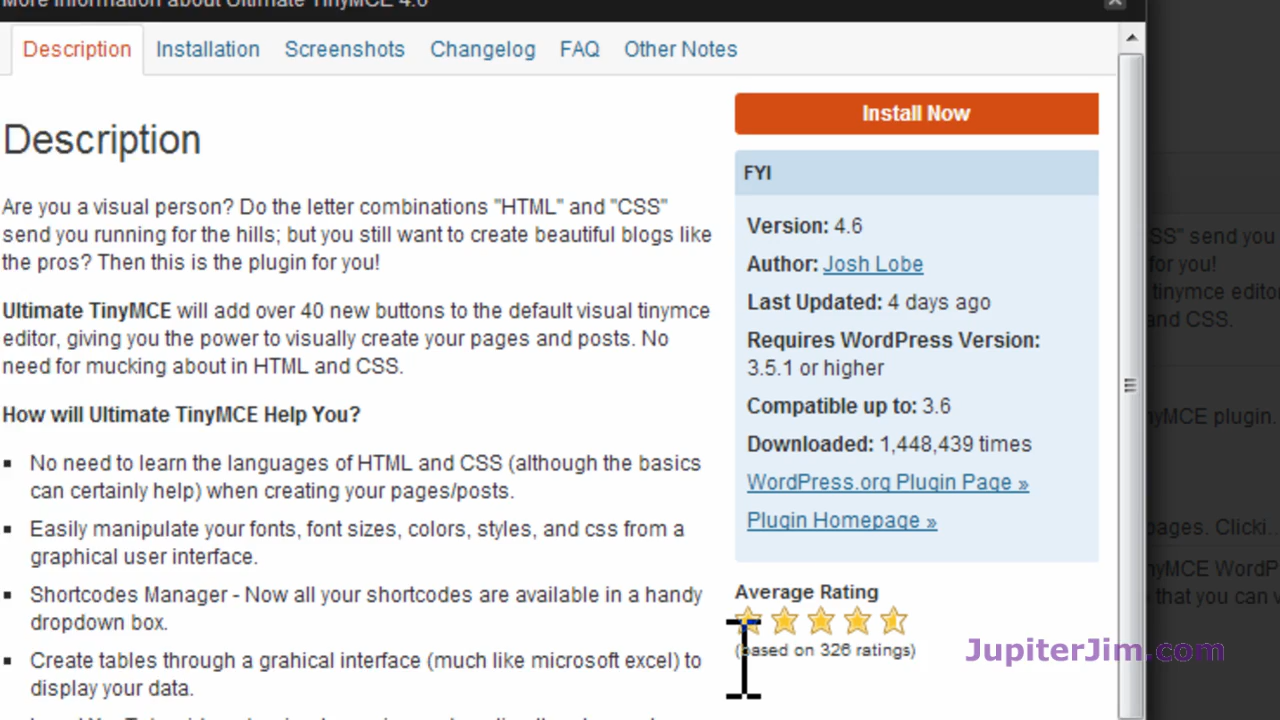 More information about Ultimate TinyMCE 4.6
Description Installation Screenshots Changelog FAQ Other Notes
Install Now
Description
FYI
Are you a visual person? Do the letter combinations "HTML" and "CSS"
send you running for the hills; but you still want to create beautiful blogs like
the pros? Then this is the plugin for you!
Ultimate TinyMCE will add over 40 new buttons to the default visual tinymce
editor, giving you the power to visually create your pages and posts. No
need for mucking about in HTML and CSS.
How will Ultimate TinyMCE Help You?
No need to learn the languages of HTML and CSS (although the basics
can certainly help) when creating your pages/posts.
Easily manipulate your fonts, font sizes, colors, styles, and css from a
graphical user interface.
Shortcodes Manager - Now all your shortcodes are available in a handy
dropdown box.
Create tables through a grahical interface (much like microsoft excel) to
display your data.
Version: 4.6
Author: Josh Lobe
Last Updated: 4 days ago
Requires WordPress Version:
3.5.1 or higher
Compatible up to: 3.6
Downloaded: 1,448,439 times
WordPress.org Plugin Page »
Plugin Homepage »
Average Rating
(based on 326 ratings)
JupiterJim.com
SS" send you
for you!
tinymce editor
and CSS.
nyMCE plugin.
pages. Clicki...
nyMCE WordP
that you can v